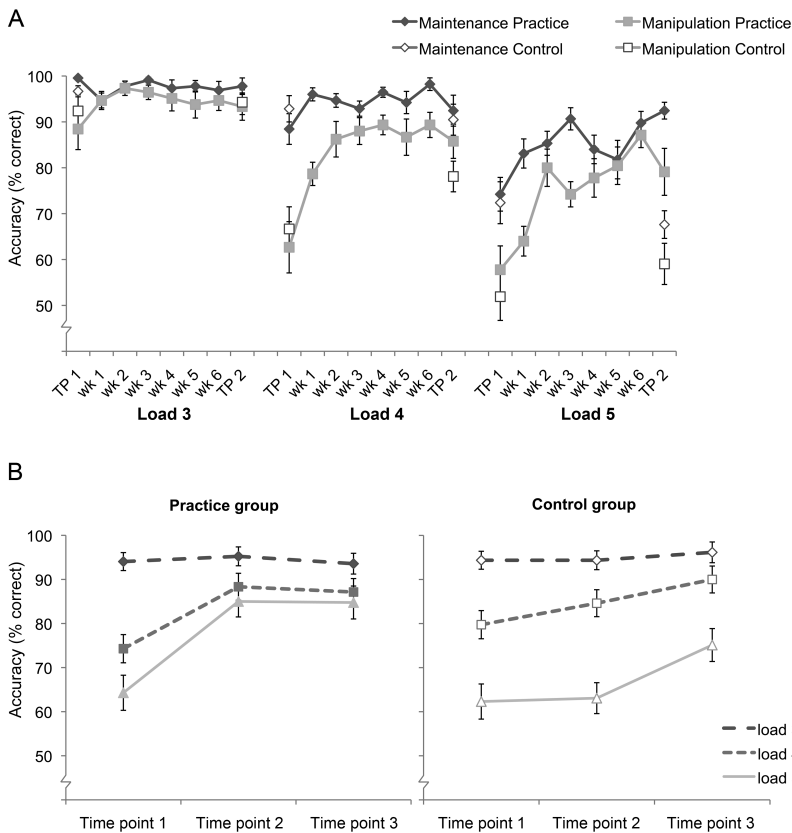 A
Maintenance Practice
Manipulation Practice
Maintenance Control
Manipulation Control
Accuracy (% correct)
100
90
80
70
60
50
TP 1
wk 1
wk 2
wk 3
wk 4
wk 5
wk 6
TP 2
TP 1
wk 1
wk 2
wk 3
wk 4
wk 5
wk 6
TP 2
TP 1
wk 1
wk 2
wk 3
wk 4
wk 5
wk 6
TP 2
Load 3
Load 4
Load 5
B
Practice group
Control group
Accuracy (% correct)
100
90
80
70
60
50
load
load
load
Time point 1
Time point 2
Time point 3
Time point 1
Time point 2
Time point 3